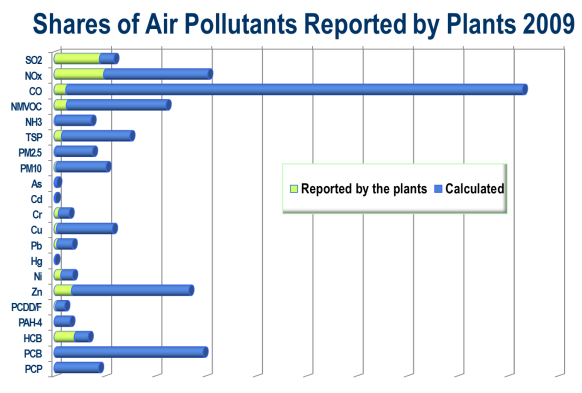 Shares of Air Pollutants Reported by Plants 2009
SO2
NOx
CO
NMVOC
NH3
TSP
PM2.5
PM10
As
Cd
Cr
Cu
Pb
Hg
Ni
Zn
PCDD/F
PAH-4
HCB
PCB
PCP
Reported by the plants Calculated